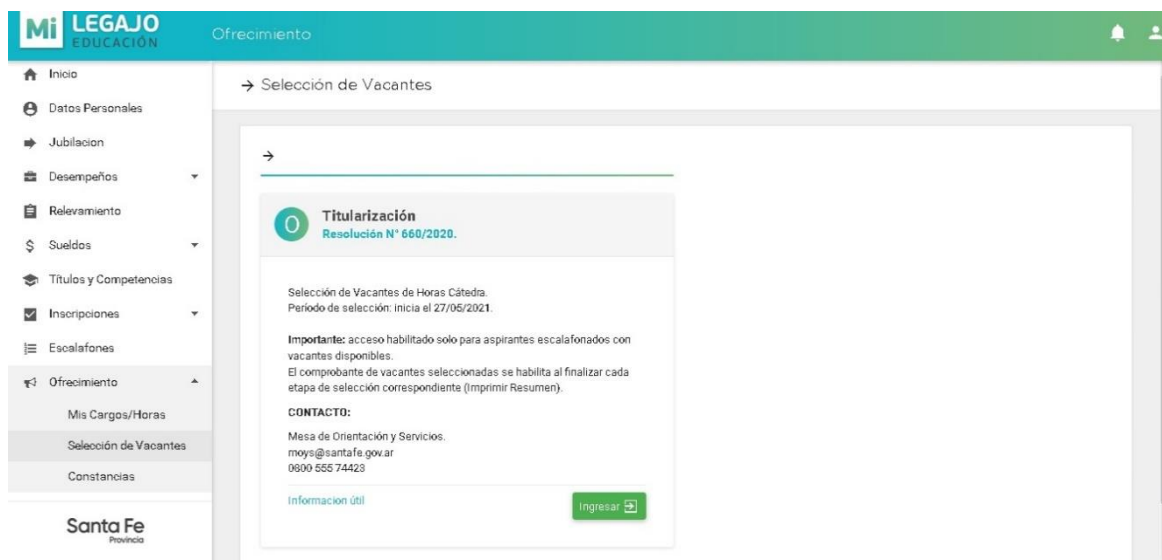 Mi LEGAJO
EDUCACIÓN
Ofrecimiento
Inicio
Datos Personales
Jubilacion
Desempeños
Relevamiento
Sueldos
Títulos y Competencias
Inscripciones
Escalafones
Ofrecimiento
Mis Cargos/Horas
Selección de Vacantes
Constancias
Santa Fe
Provincia
→ Selección de Vacantes
→
O
Titularización
Resolución N° 660/2020.
Selección de Vacantes de Horas Cátedra.
Período de selección: inicia el 27/05/2021.
Importante: acceso habilitado solo para aspirantes escalafonados con
vacantes disponibles.
El comprobante de vacantes seleccionadas se habilita al finalizar cada
etapa de selección correspondiente (Imprimir Resumen).
CONTACTO:
Mesa de Orientación y Servicios.
moys@santafe.gov.ar
0800 555 74423
Informacion útil
Ingresar